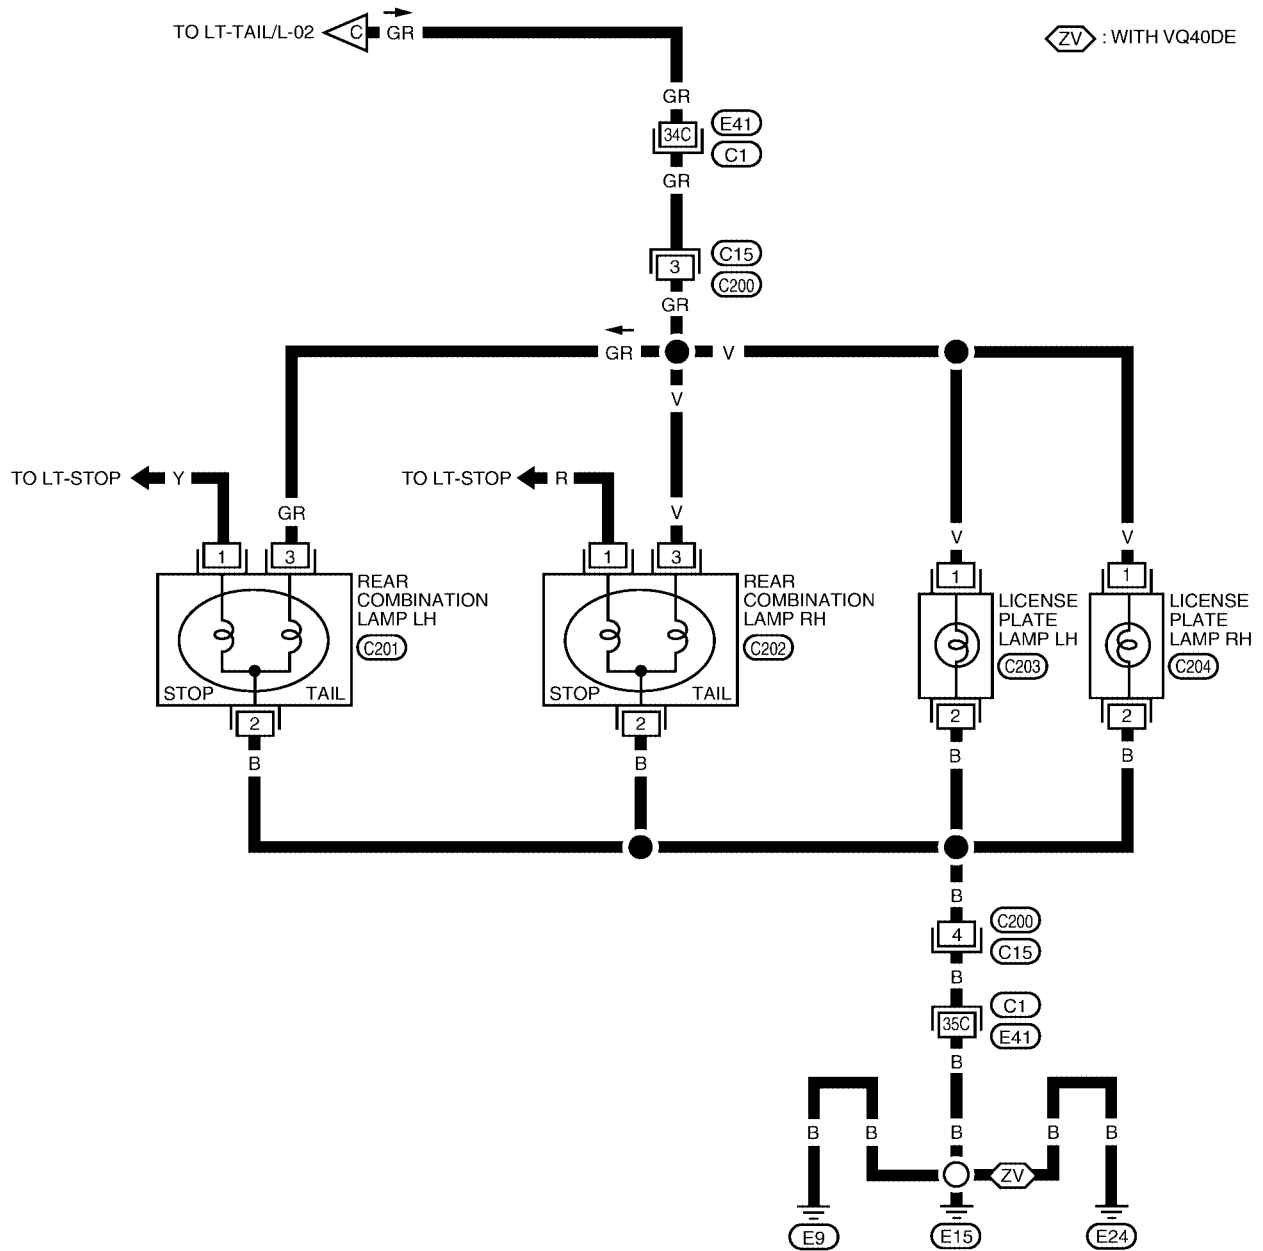 TO LT-TAIL/L-02 C GR
ZV : WITH VQ40DE
GR
34C E41
C1
GR
C15
3
C200
GR
GR V
V
TO LT-STOP Y
TO LT-STOP R
GR V
V V
1 3
1 3
1
1
REAR
COMBINATION
LAMP LH
C201
STOP TAIL
REAR
COMBINATION
LAMP RH
C202
STOP TAIL
LICENSE
PLATE
LAMP LH
C203
LICENSE
PLATE
LAMP RH
C204
2 2 2 2
B B B B
B
4 C200
C15
B
C1
35C
E41
B
B B B B B
ZV
E9 E15 E24